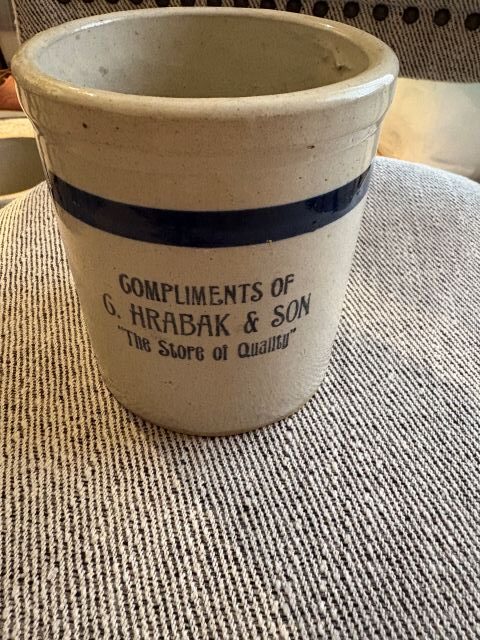 COMPLIMENTS OF
G. HRABAK & SON
"The Store of Quality"